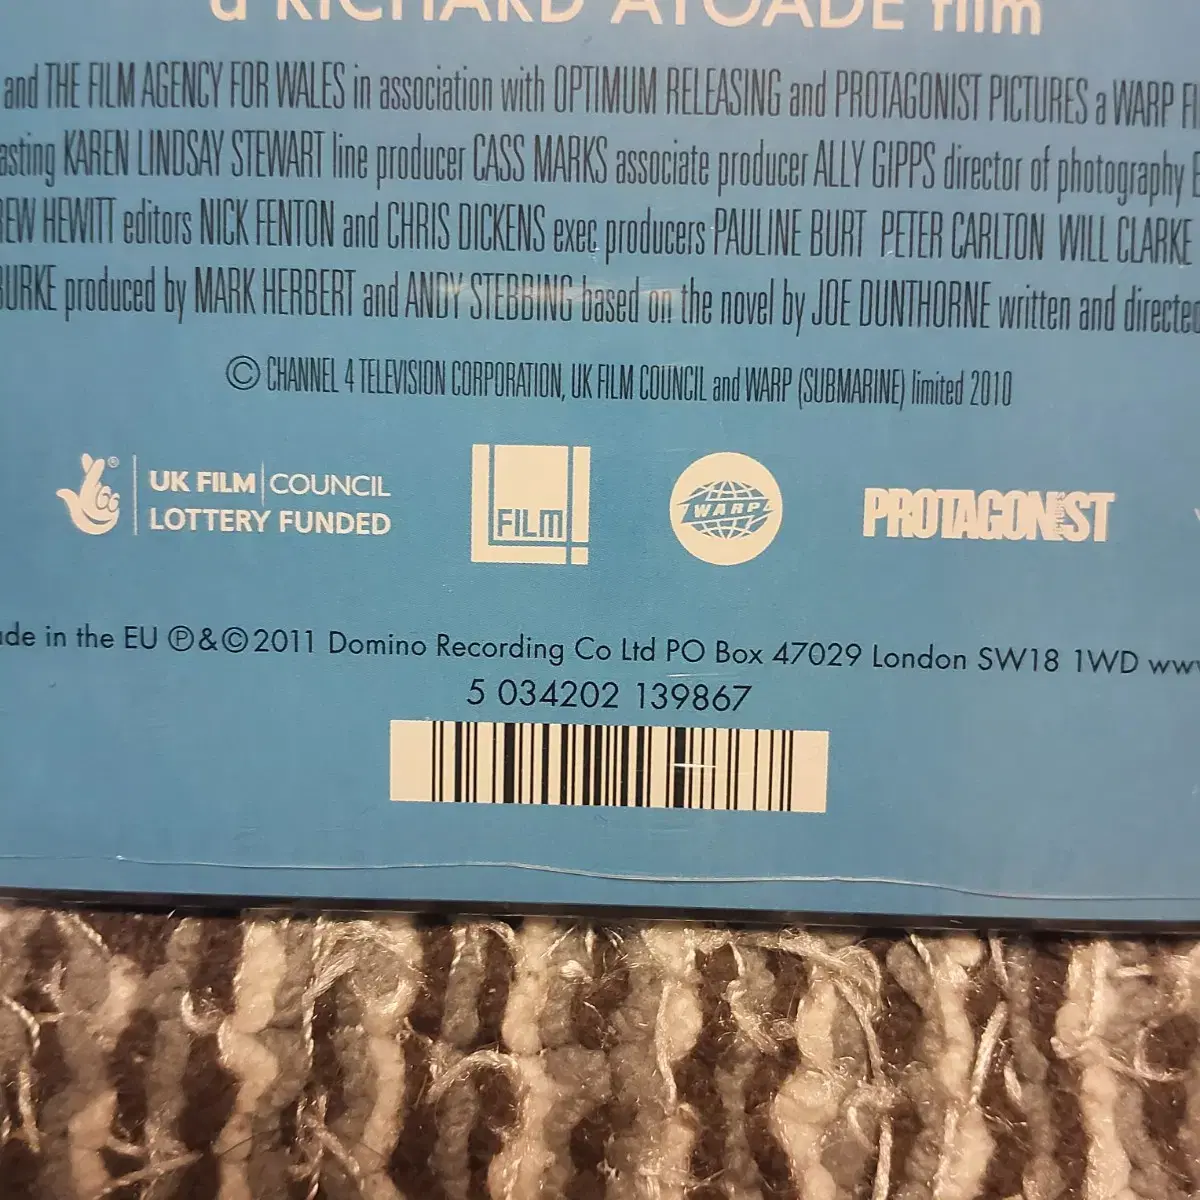 a RICHARD AYOADE film
and THE FILM AGENCY FOR WALES in association with OPTIMUM RELEASING and PROTAGONIST PICTURES a WARP
KAREN LINDSAY STEWART line producer CASS MARKS associate producer ALLY GIPPS director of photography
HEWITT editors NICK FENTON and CHRIS DICKENS exec producers PAULINE BURT PETER CARLTON WILL CLARKE
produced by MARK HERBERT and ANDY STEBBING based on the novel by JOE DUNTHORNE written and
© CHANNEL 4 TELEVISION CORPORATION, UK FILM COUNCIL and WARP (SUBMARINE) limited 2010
UK FILM COUNCIL
LOTTERY FUNDED
FILM
WARP
PROTAGONIST
in the EU ℗&©2011 Domino Recording Co Ltd PO Box 47029 London SW18 1WD
5 034202 139867